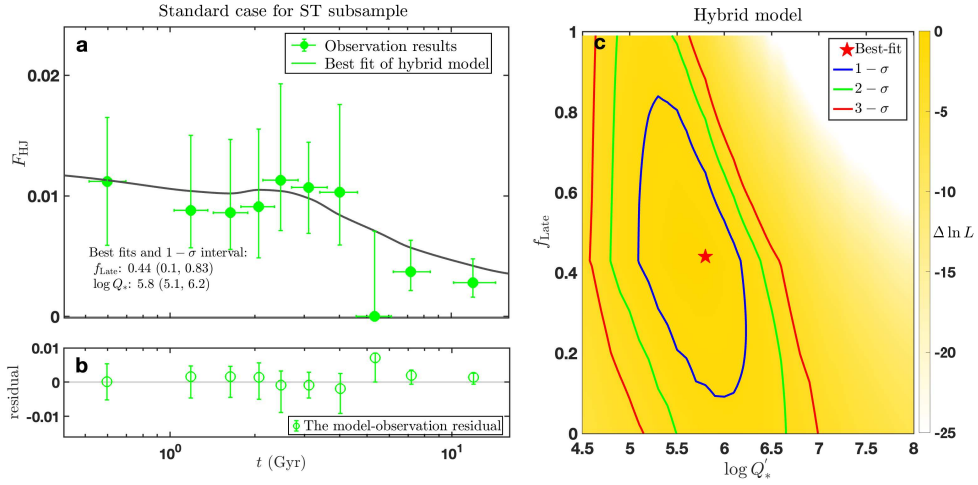 Standard case for ST subsample
a
Observation results
Best fit of hybrid model
0.02
0.01
0
F_HJ
Best fits and 1 − σ interval:
f_Late: 0.44 (0.1, 0.83)
log Q_*: 5.8 (5.1, 6.2)
b
0.01
0
-0.01
residual
The model-observation residual
10^0
10^1
t (Gyr)
Hybrid model
c
Best-fit
1 − σ
2 − σ
3 − σ
1
0.8
0.6
0.4
0.2
0
f_Late
4.5 5 5.5 6 6.5 7 7.5 8
log Q_*^'
0
-5
-10
-15
-20
-25
Δ ln L